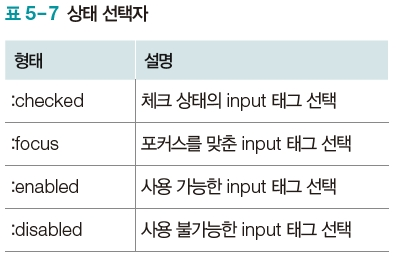 표 5-7 상태 선택자
형태 설명
:checked 체크 상태의 input 태그 선택
:focus 포커스를 맞춘 input 태그 선택
:enabled 사용 가능한 input 태그 선택
:disabled 사용 불가능한 input 태그 선택